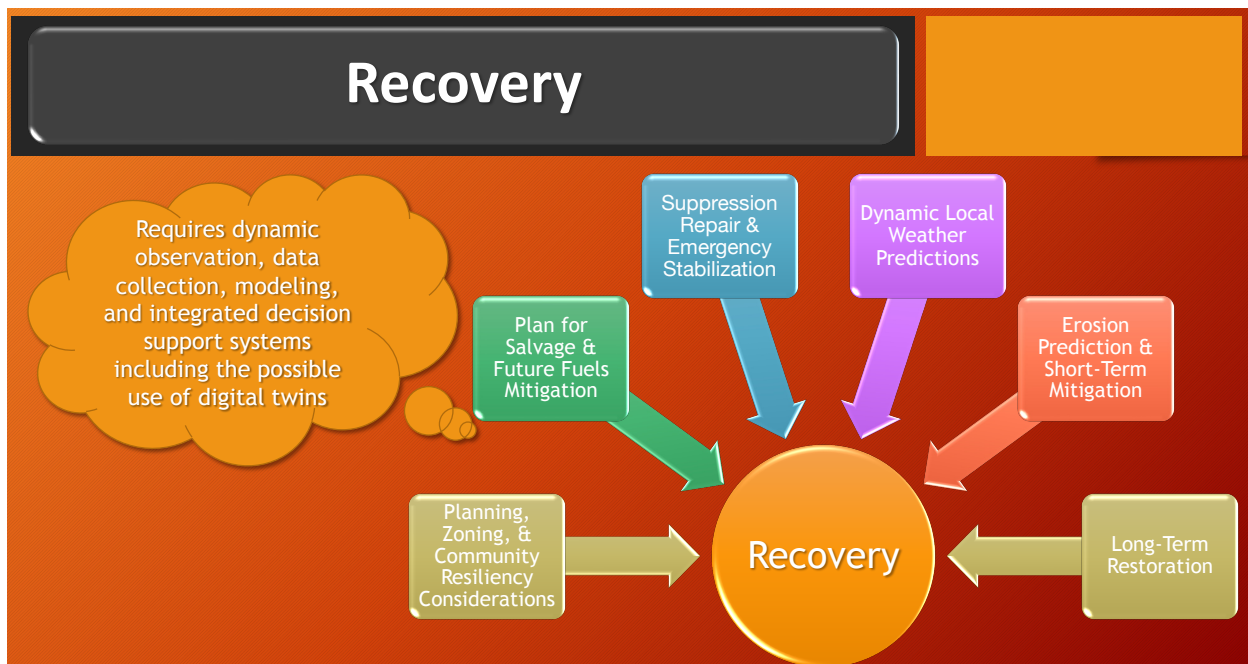 Recovery
Requires dynamic
observation, data
collection, modeling,
and integrated decision
support systems
including the possible
use of digital twins
Planning,
Zoning, &
Community
Resiliency
Considerations
Plan for
Salvage &
Future Fuels
Mitigation
Suppression
Repair &
Emergency
Stabilization
Dynamic Local
Weather
Predictions
Erosion
Prediction &
Short-Term
Mitigation
Long-Term
Restoration
Recovery